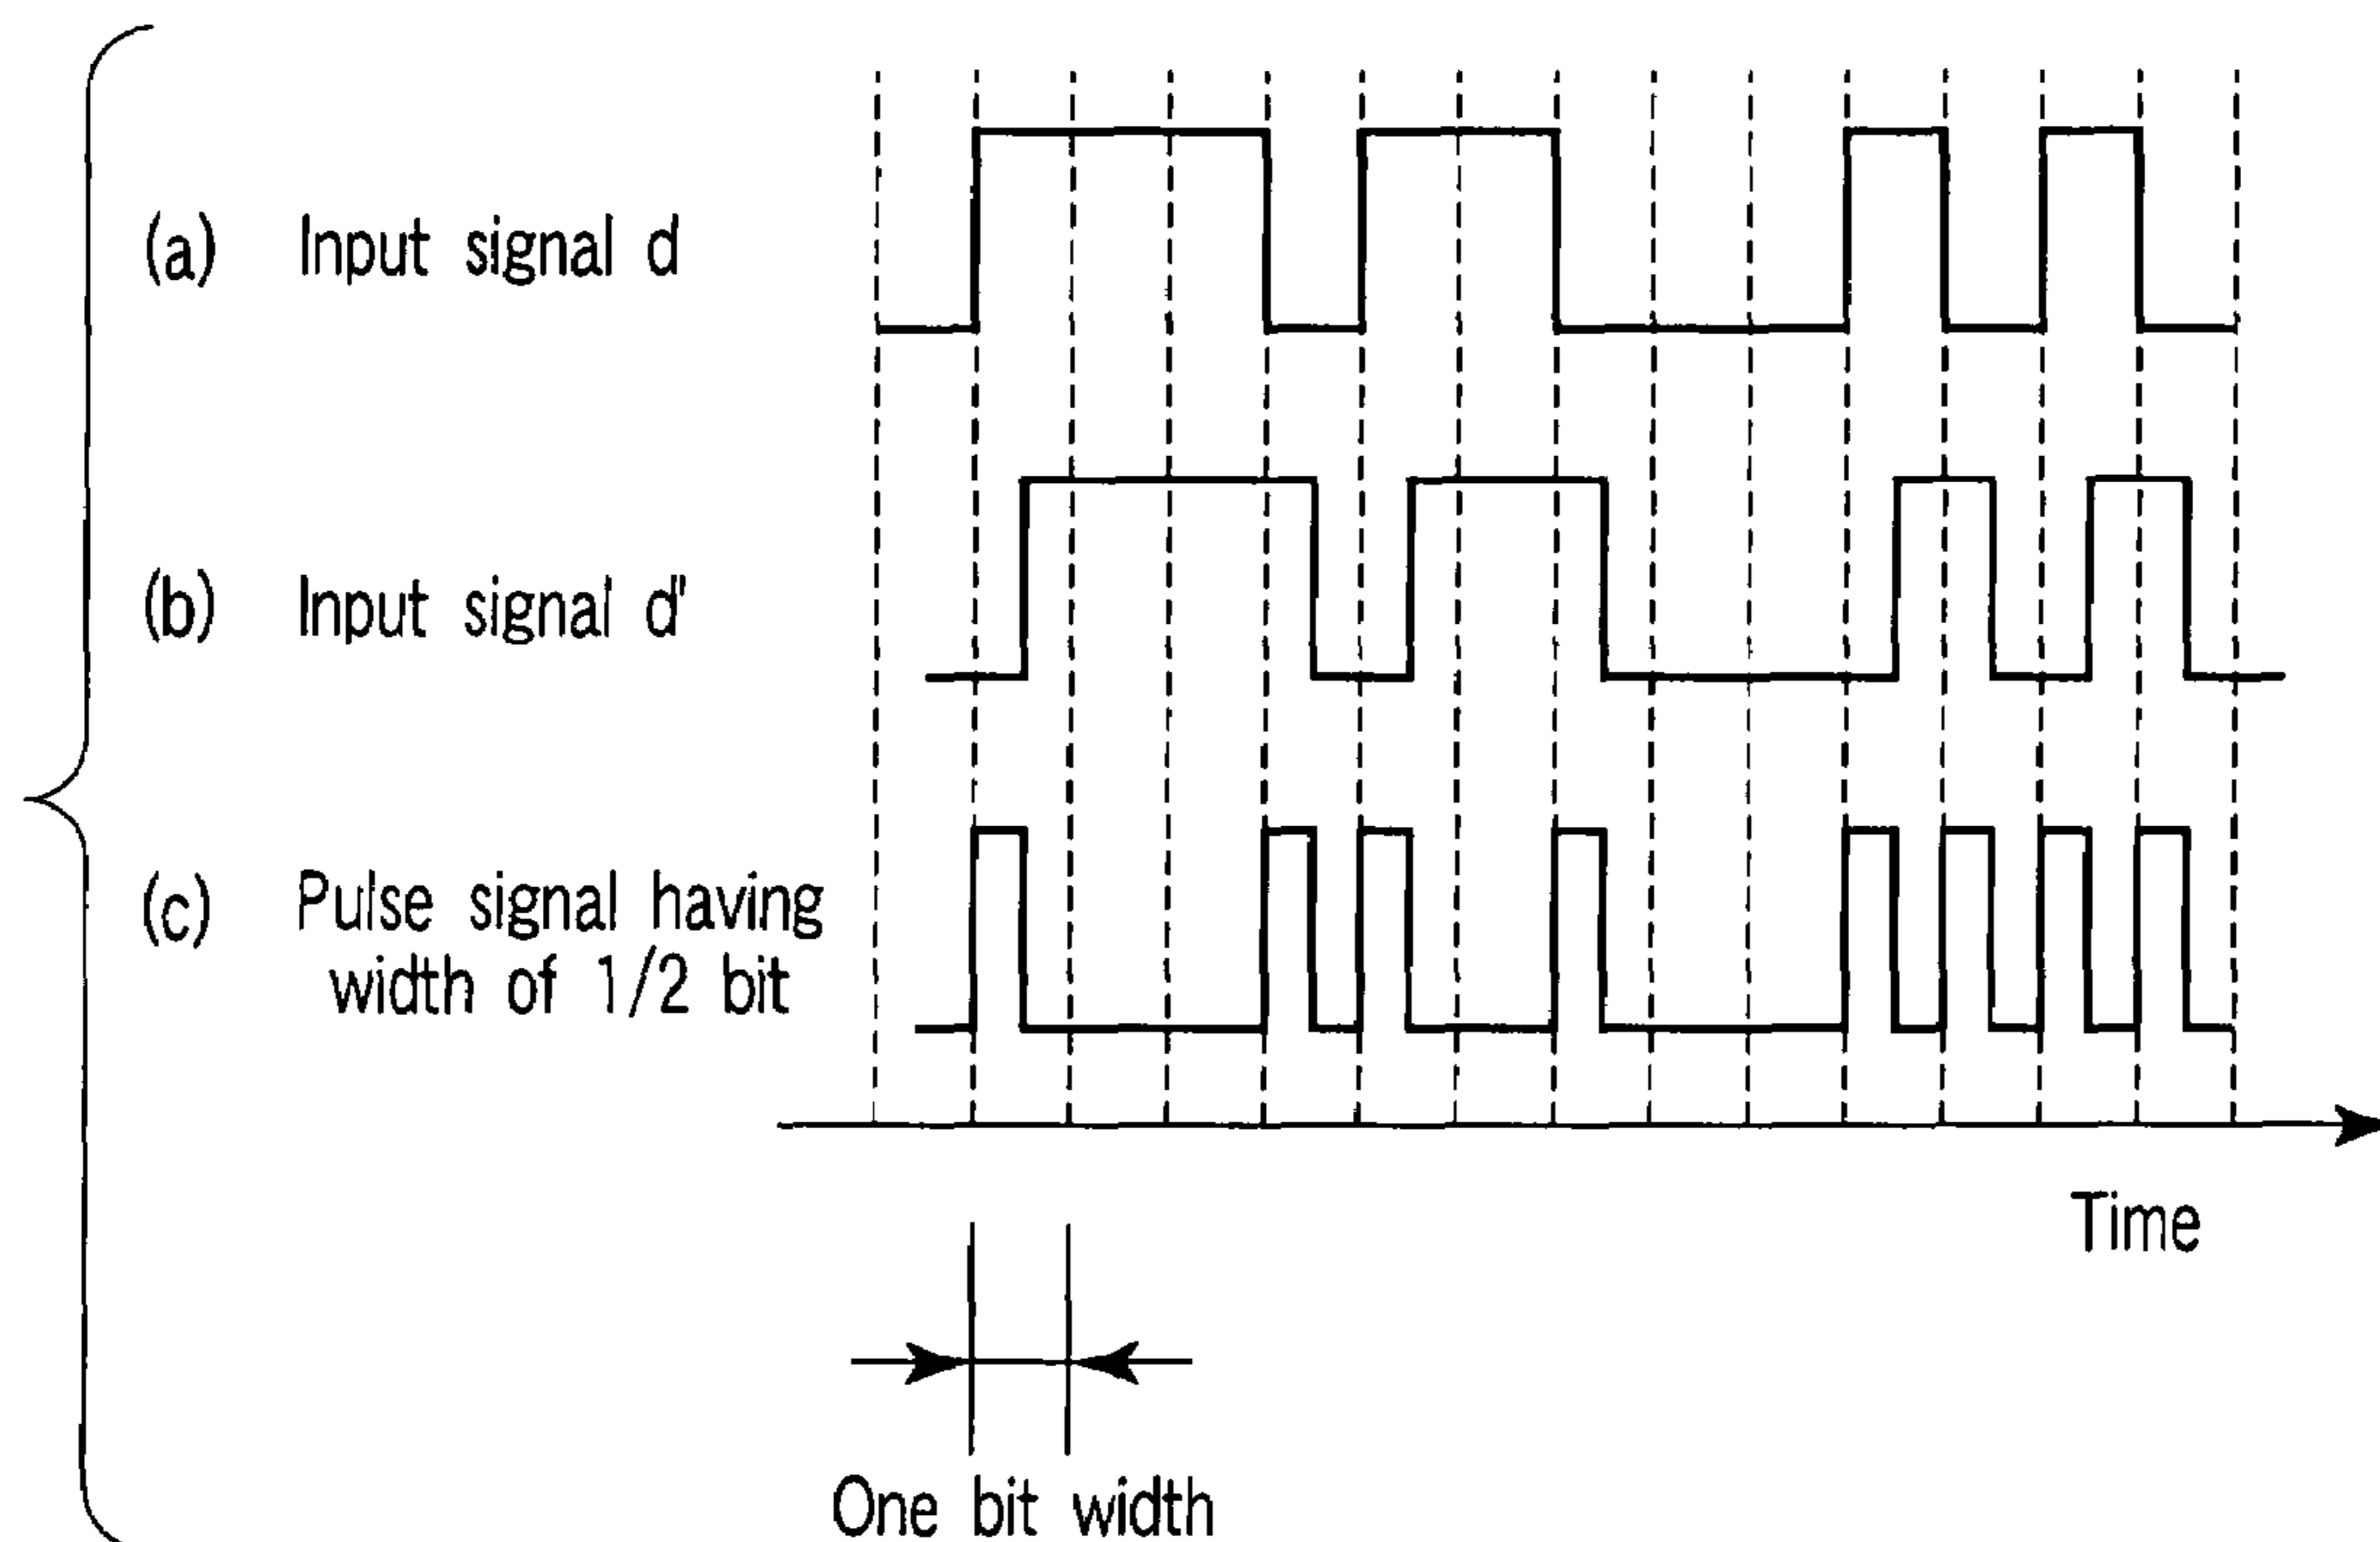 (a) Input signal d
(b) Input signal d'
(c) Pulse signal having
width of 1/2 bit
Time
One bit width